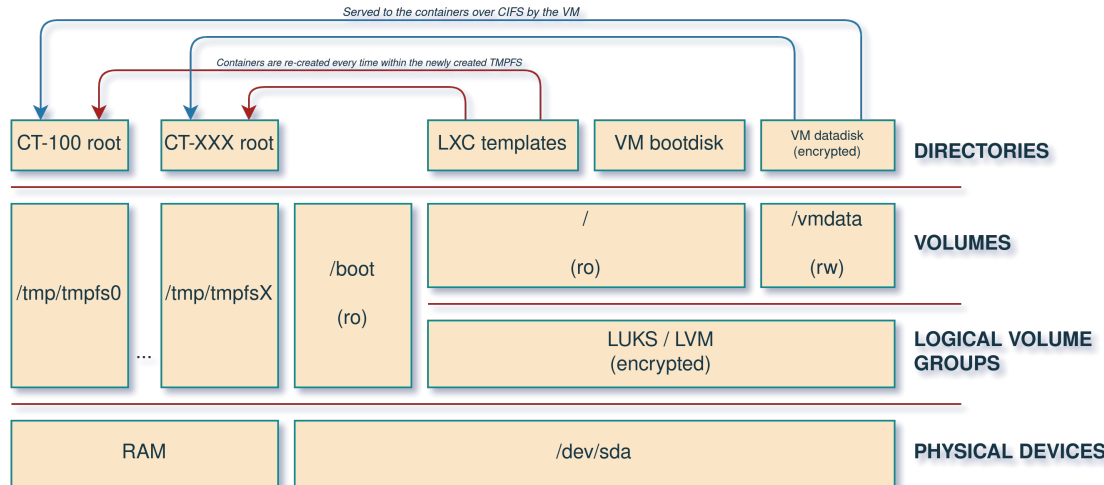 Served to the containers over CIFS by the VM
Containers are re-created every time within the newly created TMPFS
CT-100 root
CT-XXX root
LXC templates
VM bootdisk
VM datadisk
(encrypted)
DIRECTORIES
/tmp/tmpfs0
...
/tmp/tmpfsX
/boot
(ro)
/
(ro)
/vmdata
(rw)
VOLUMES
LUKS / LVM
(encrypted)
LOGICAL VOLUME
GROUPS
RAM
/dev/sda
PHYSICAL DEVICES